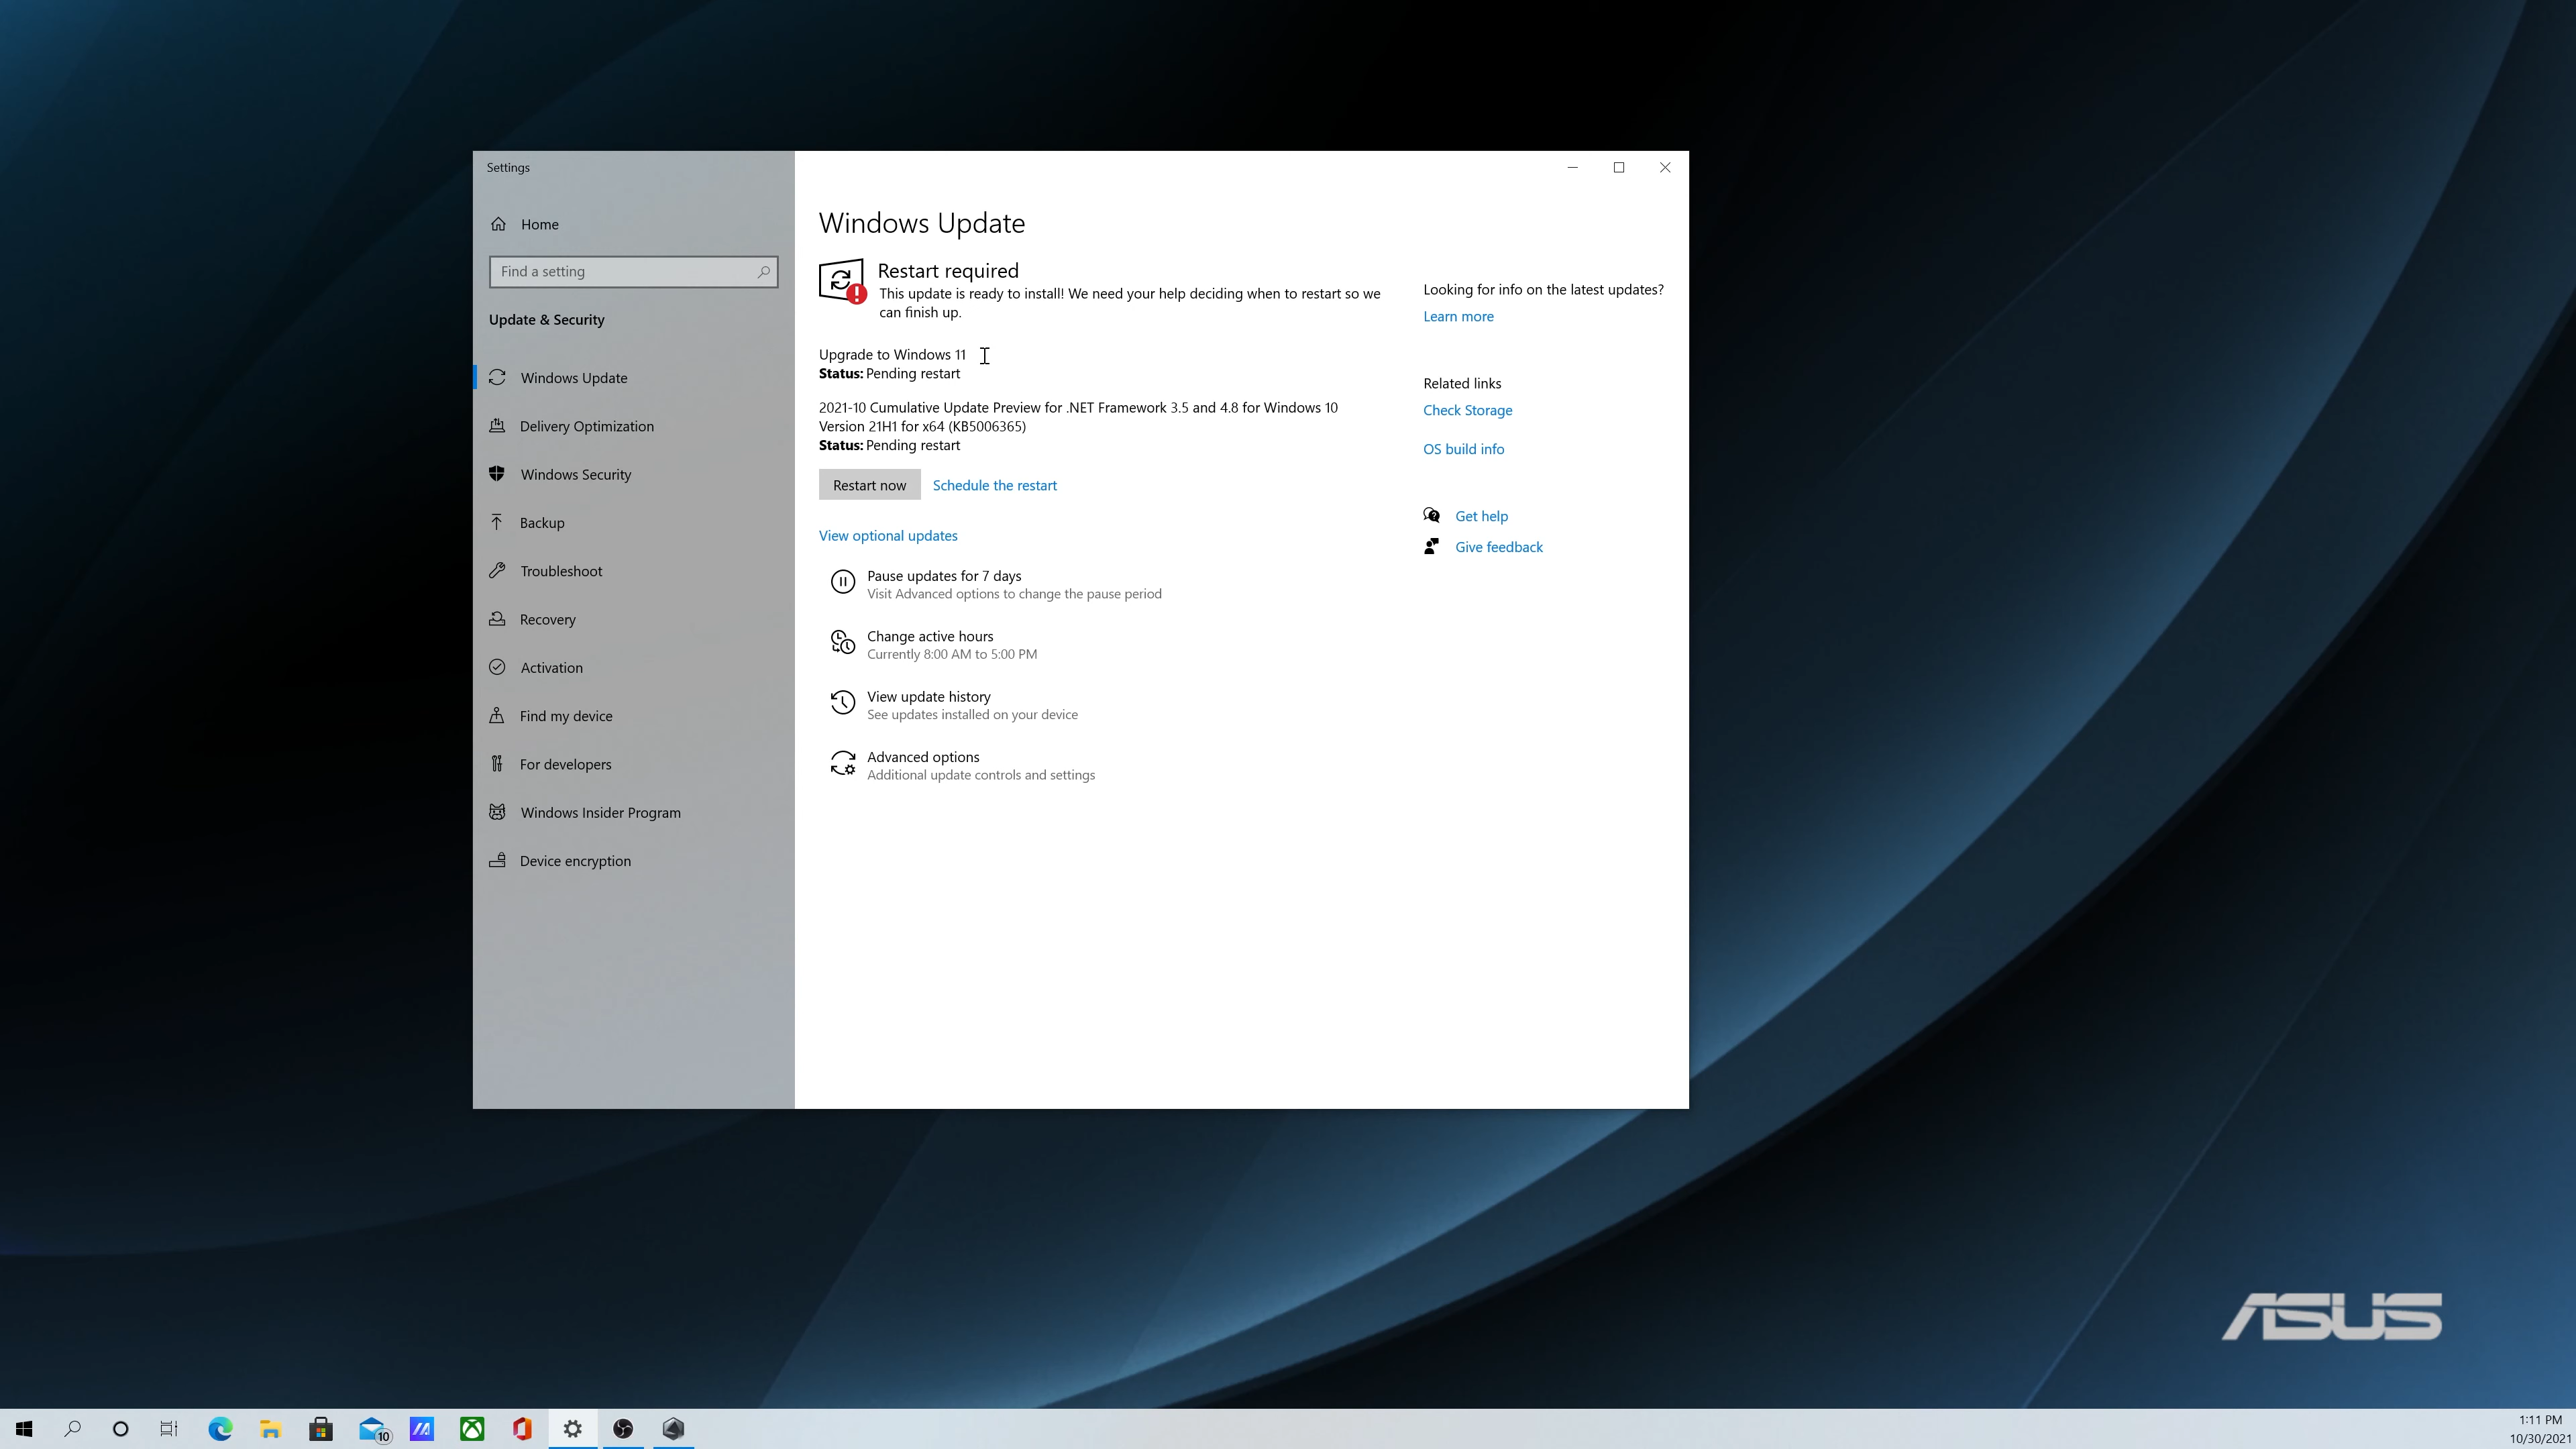 Settings
Home
Find a setting
Update & Security
Windows Update
Delivery Optimization
Windows Security
Backup
Troubleshoot
Recovery
Activation
Find my device
For developers
Windows Insider Program
Device encryption
Windows Update
Restart required
This update is ready to install! We need your help deciding when to restart so we
can finish up.
Upgrade to Windows 11
Status: Pending restart
2021-10 Cumulative Update Preview for .NET Framework 3.5 and 4.8 for Windows 10
Version 21H1 for x64 (KB5006365)
Status: Pending restart
Restart now
Schedule the restart
View optional updates
Pause updates for 7 days
Visit Advanced options to change the pause period
Change active hours
Currently 8:00 AM to 5:00 PM
View update history
See updates installed on your device
Advanced options
Additional update controls and settings
Looking for info on the latest updates?
Learn more
Related links
Check Storage
OS build info
Get help
Give feedback
ASUS
10
1:11 PM
10/30/2021